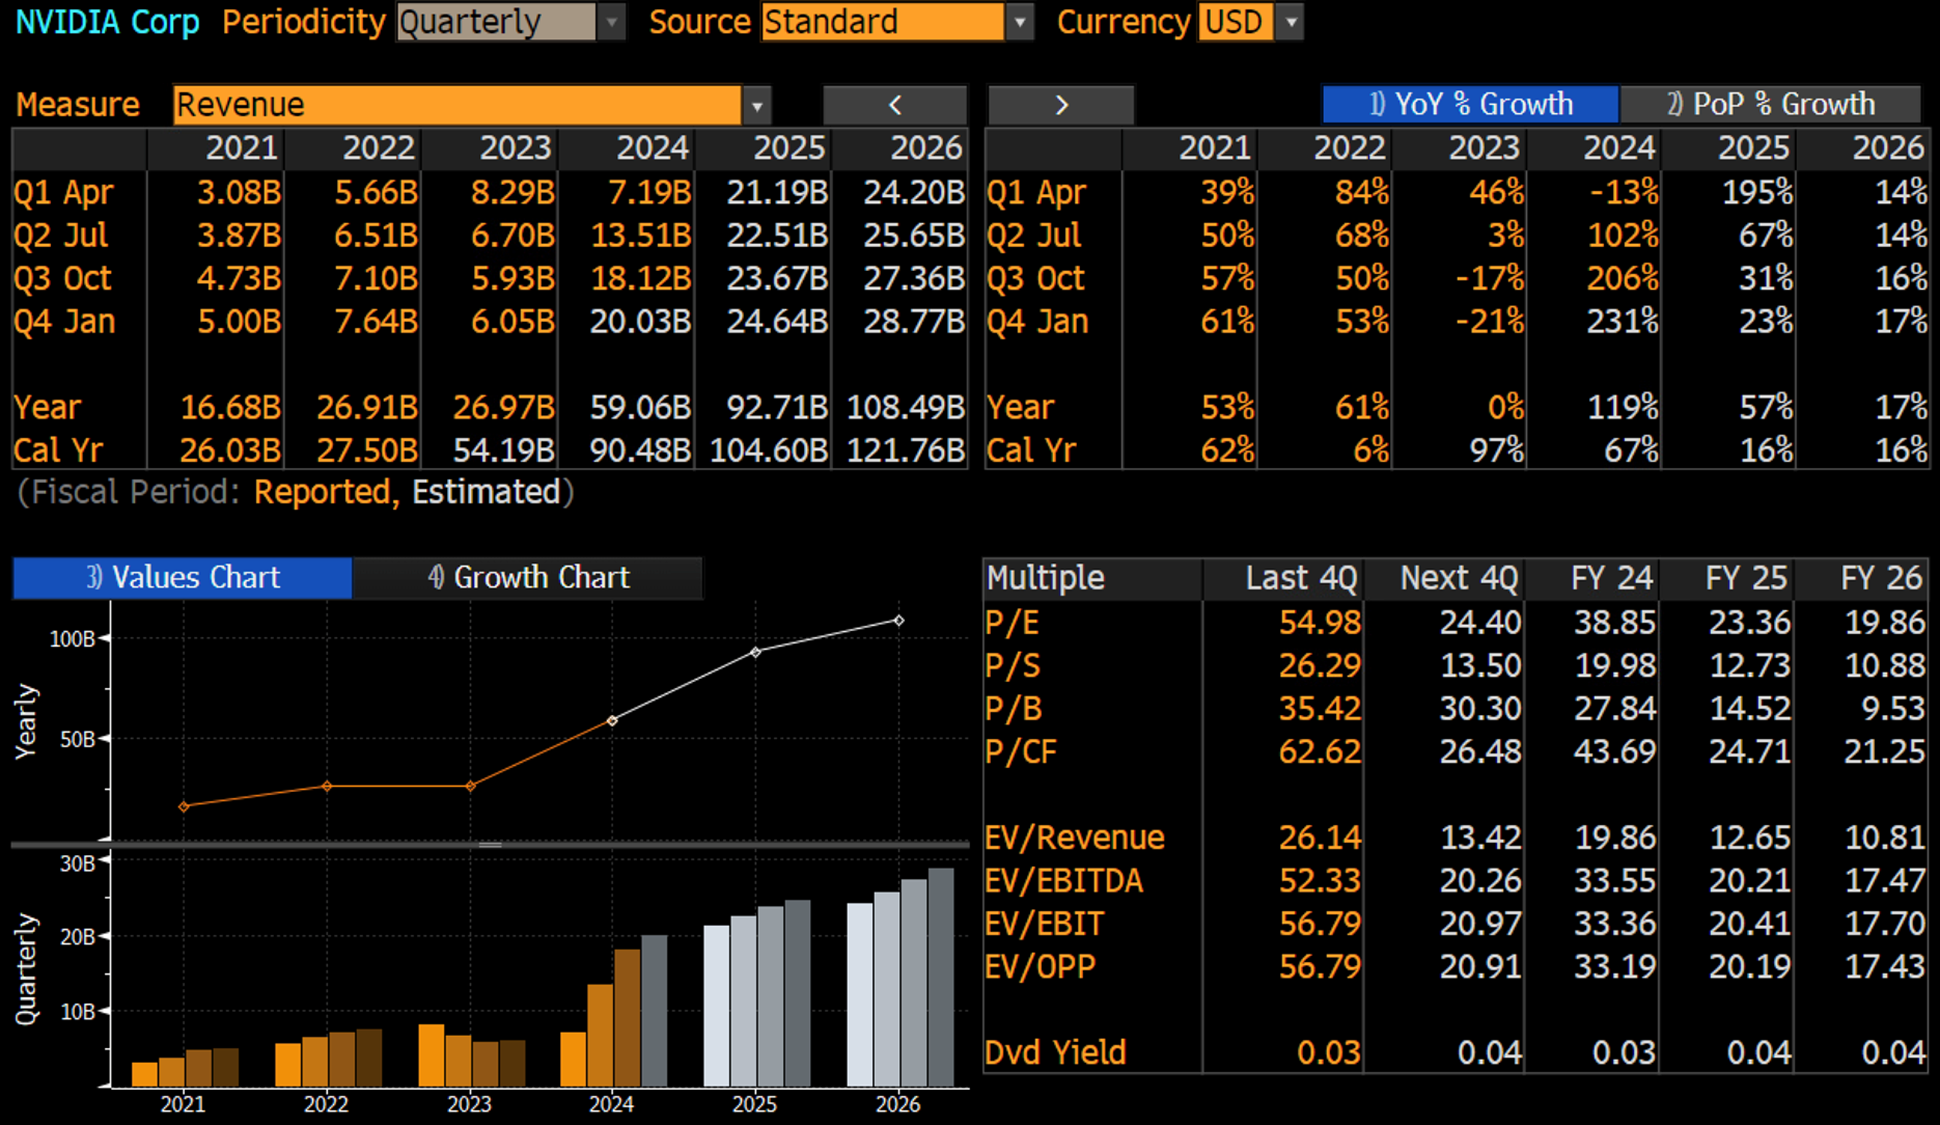 NVIDIA Corp Periodicity Quarterly Source Standard Currency USD
Measure Revenue < > 1) YoY % Growth 2) PoP % Growth
2021 2022 2023 2024 2025 2026
Q1 Apr 3.08B 5.66B 8.29B 7.19B 21.19B 24.20B
Q2 Jul 3.87B 6.51B 6.70B 13.51B 22.51B 25.65B
Q3 Oct 4.73B 7.10B 5.93B 18.12B 23.67B 27.36B
Q4 Jan 5.00B 7.64B 6.05B 20.03B 24.64B 28.77B
Year 16.68B 26.91B 26.97B 59.06B 92.71B 108.49B
Cal Yr 26.03B 27.50B 54.19B 90.48B 104.60B 121.76B
(Fiscal Period: Reported, Estimated)
2021 2022 2023 2024 2025 2026
Q1 Apr 39% 84% 46% -13% 195% 14%
Q2 Jul 50% 68% 3% 102% 67% 14%
Q3 Oct 57% 50% -17% 206% 31% 16%
Q4 Jan 61% 53% -21% 231% 23% 17%
Year 53% 61% 0% 119% 57% 17%
Cal Yr 62% 6% 97% 67% 16% 16%
3) Values Chart 4) Growth Chart
Yearly
100B
50B
Quarterly
30B
20B
10B
2021 2022 2023 2024 2025 2026
Multiple Last 4Q Next 4Q FY 24 FY 25 FY 26
P/E 54.98 24.40 38.85 23.36 19.86
P/S 26.29 13.50 19.98 12.73 10.88
P/B 35.42 30.30 27.84 14.52 9.53
P/CF 62.62 26.48 43.69 24.71 21.25
EV/Revenue 26.14 13.42 19.86 12.65 10.81
EV/EBITDA 52.33 20.26 33.55 20.21 17.47
EV/EBIT 56.79 20.97 33.36 20.41 17.70
EV/OPP 56.79 20.91 33.19 20.19 17.43
Dvd Yield 0.03 0.04 0.03 0.04 0.04